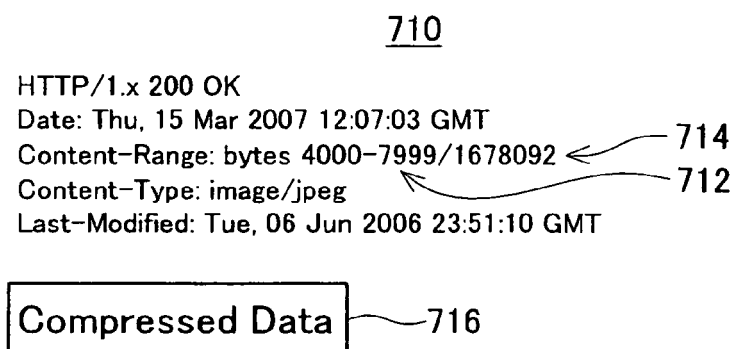 710
HTTP/1.x 200 OK
Date: Thu, 15 Mar 2007 12:07:03 GMT
Content-Range: bytes 4000-7999/1678092
714
Content-Type: image/jpeg
712
Last-Modified: Tue, 06 Jun 2006 23:51:10 GMT
Compressed Data
716